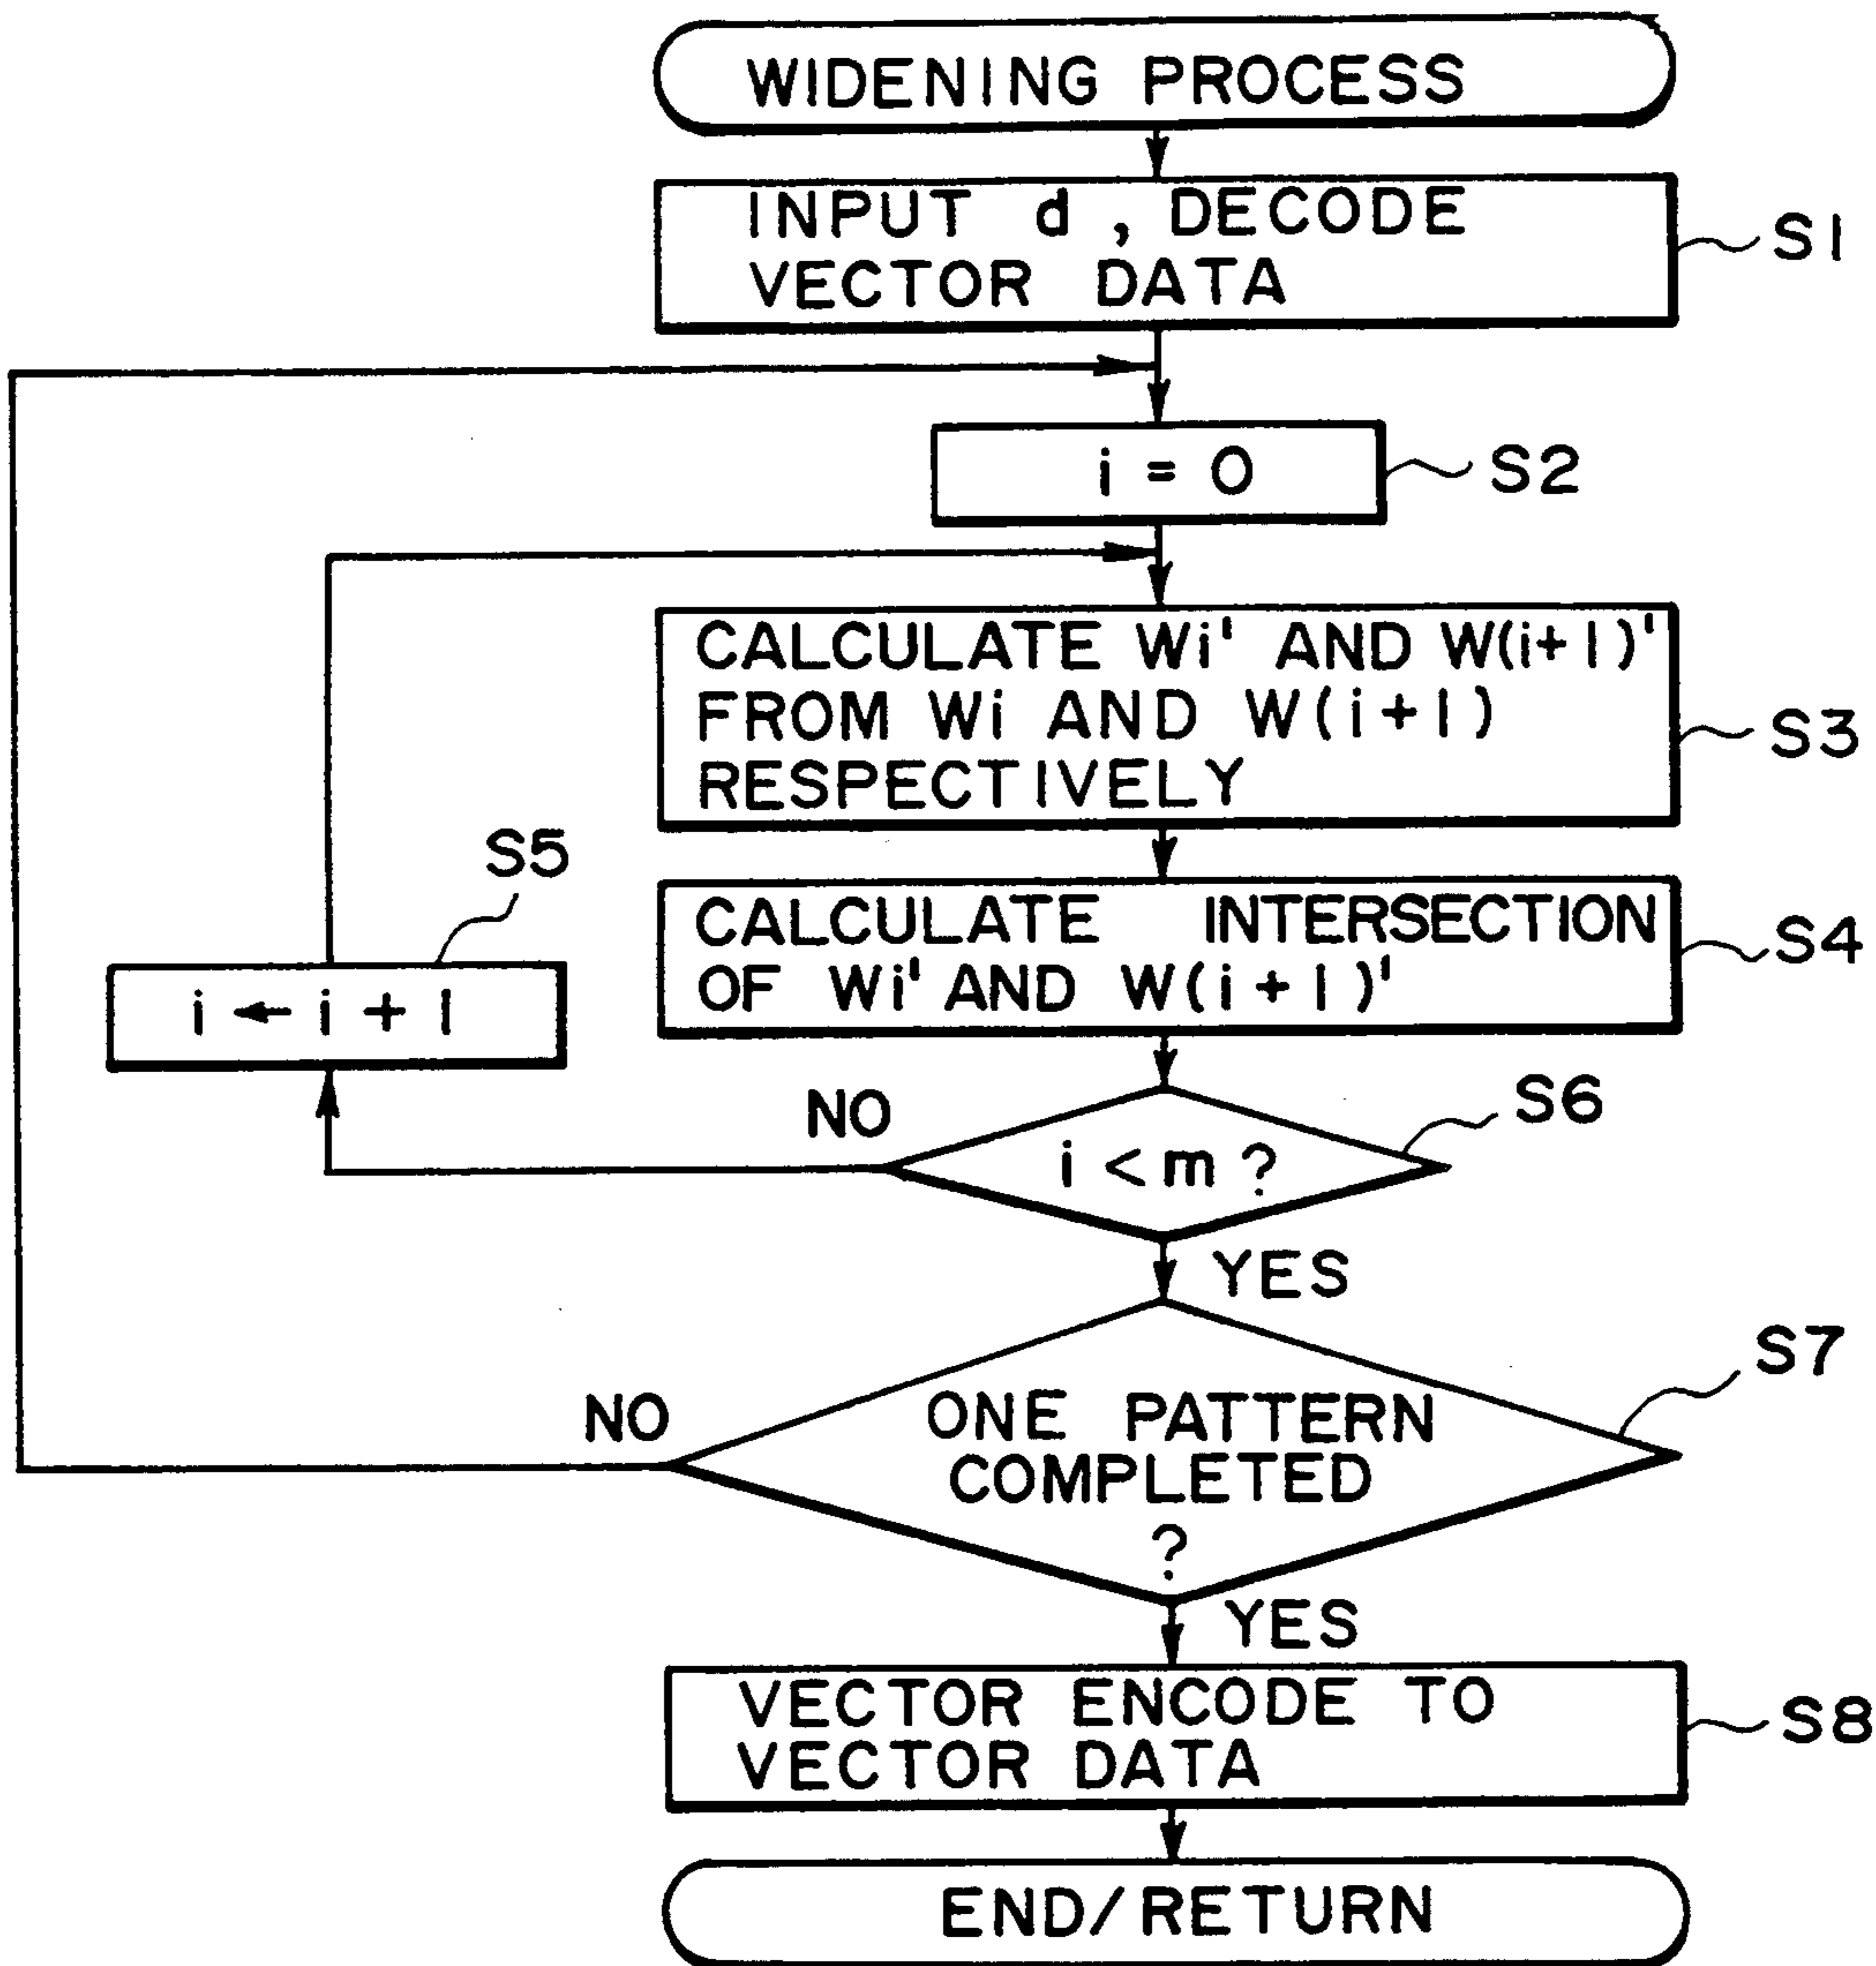 WIDENING PROCESS
INPUT d , DECODE
VECTOR DATA
S1
i = 0
S2
CALCULATE Wi' AND W(i+1)'
FROM Wi AND W(i+1)
RESPECTIVELY
S3
S5
i ← i + 1
CALCULATE INTERSECTION
OF Wi' AND W(i+1)'
S4
NO
i < m ?
S6
YES
NO
ONE PATTERN
COMPLETED
?
S7
YES
VECTOR ENCODE TO
VECTOR DATA
S8
END/RETURN